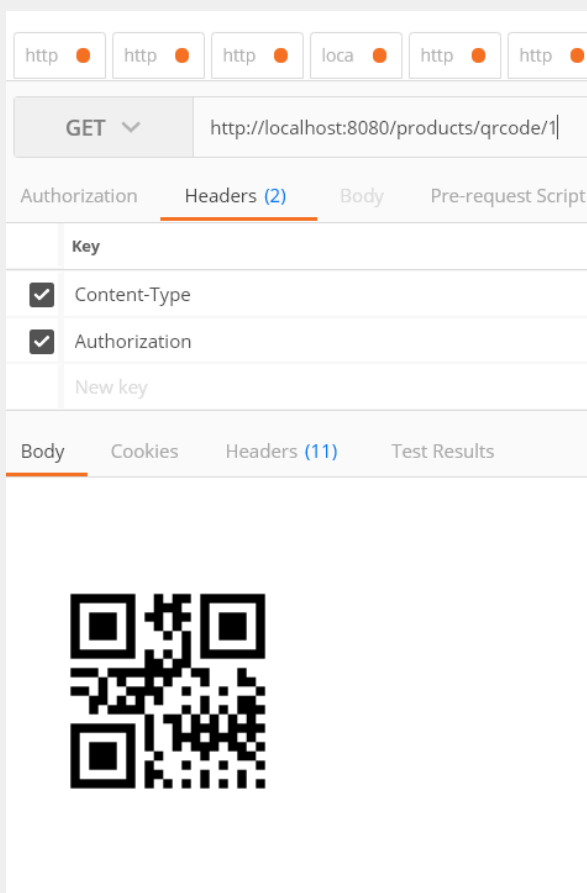 http http http loca http http
GET http://localhost:8080/products/qrcode/1
Authorization Headers (2) Body Pre-request Script
Key
Content-Type
Authorization
New key
Body Cookies Headers (11) Test Results